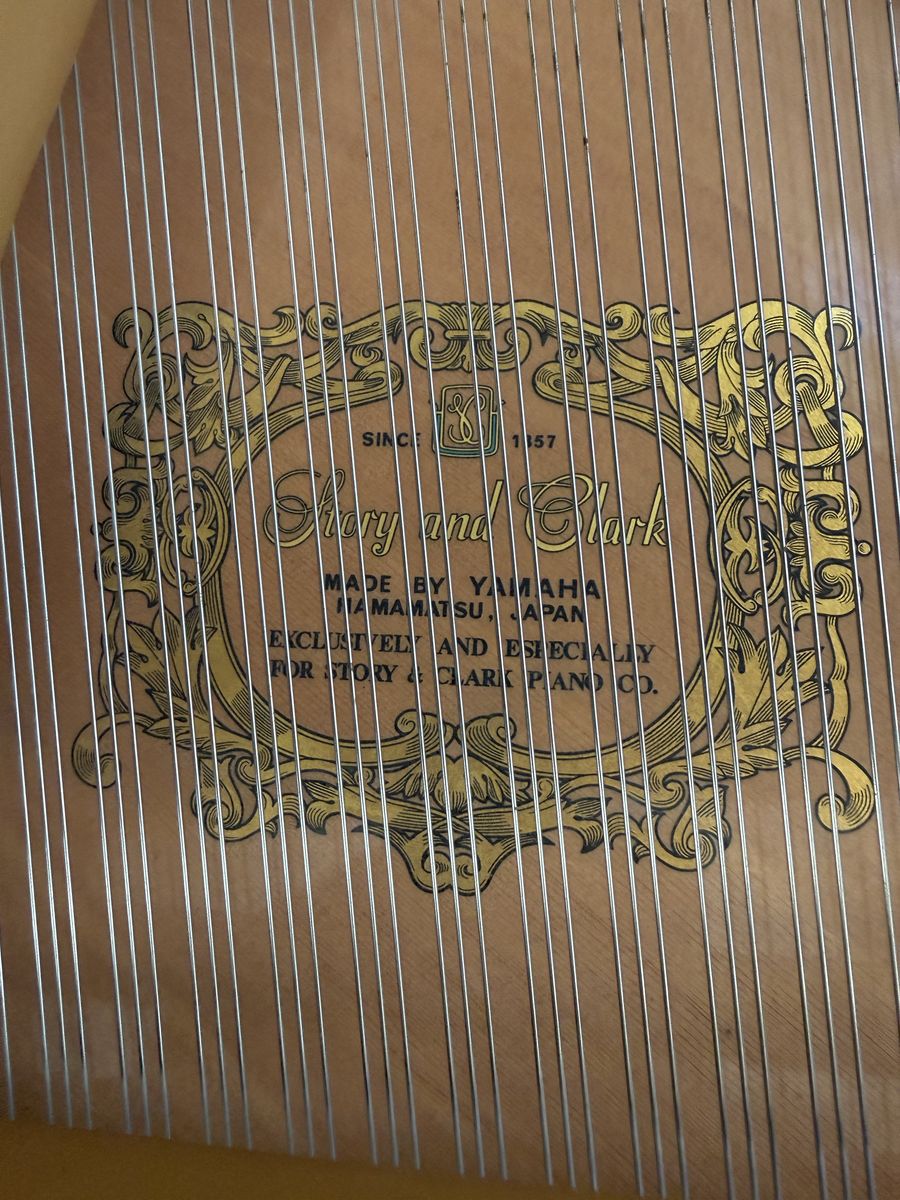 SINCE 1857
Story and Clark
MADE BY YAMAHA
HAMAMATSU, JAPAN
EXCLUSIVELY AND ESPECIALLY
FOR STORY & CLARK PIANO CO.